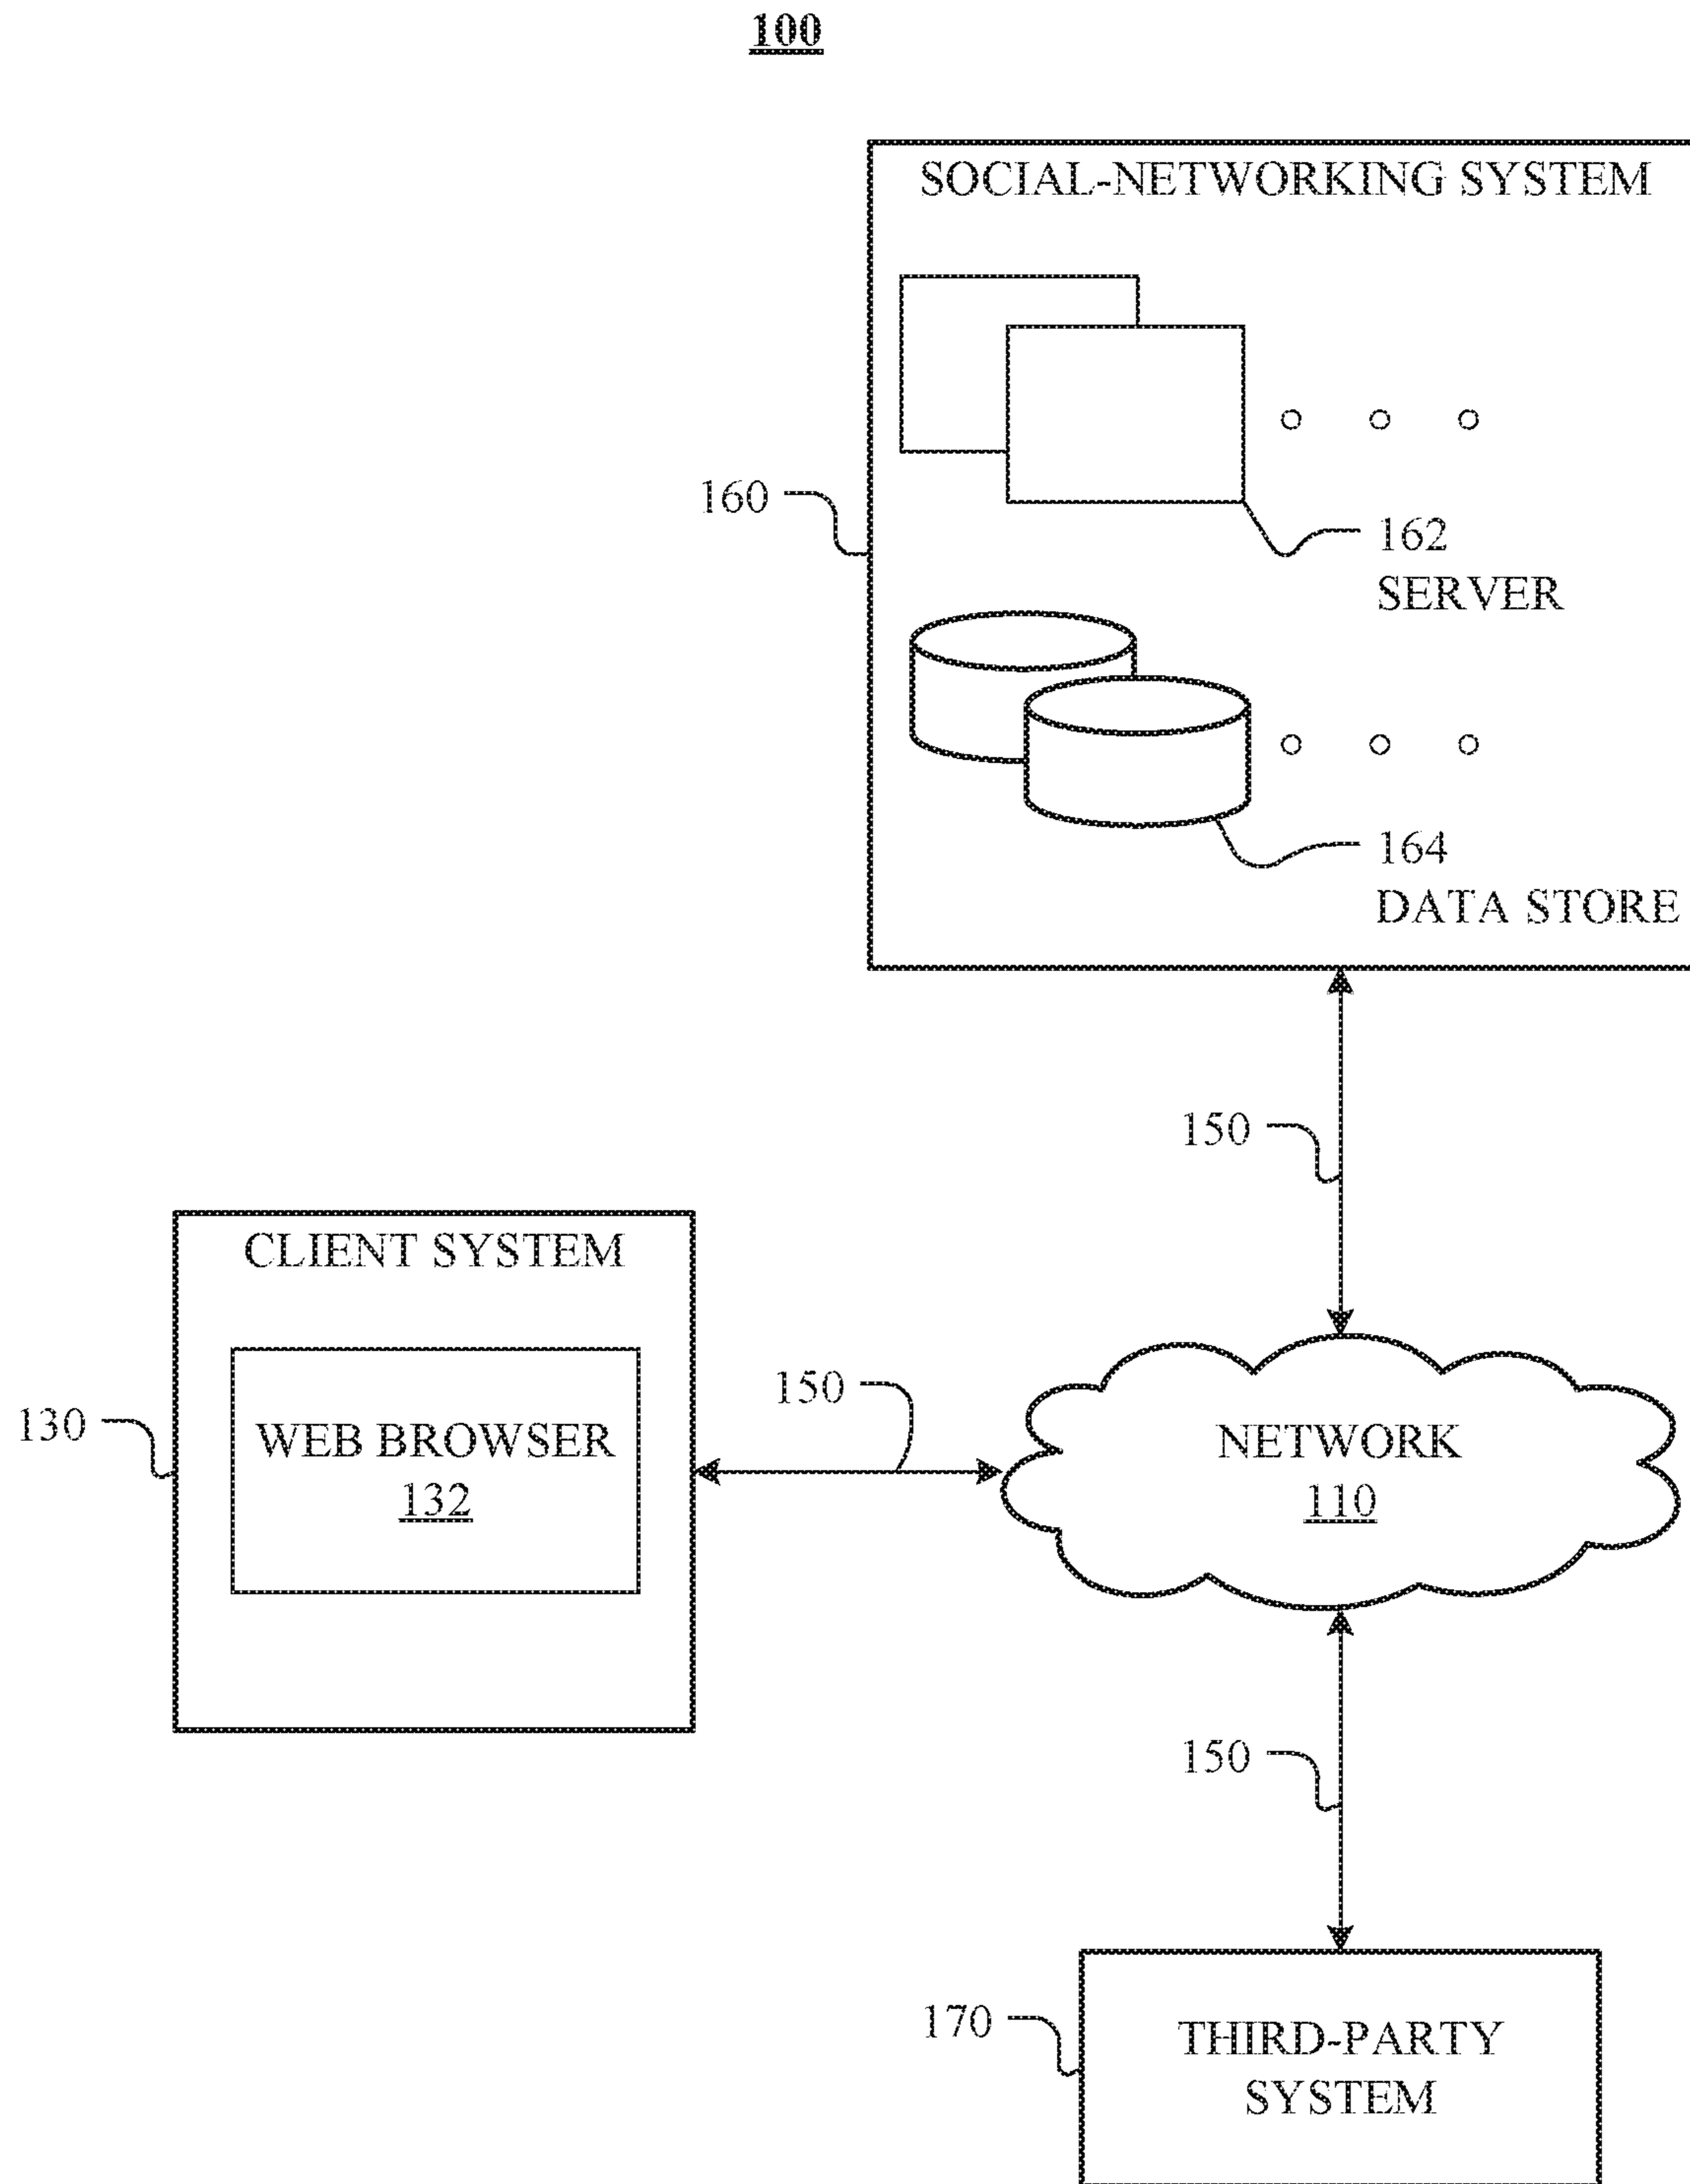 100
SOCIAL-NETWORKING SYSTEM
160
162
SERVER
164
DATA STORE
150
CLIENT SYSTEM
130
WEB BROWSER
132
150
NETWORK
110
150
170
THIRD-PARTY
SYSTEM